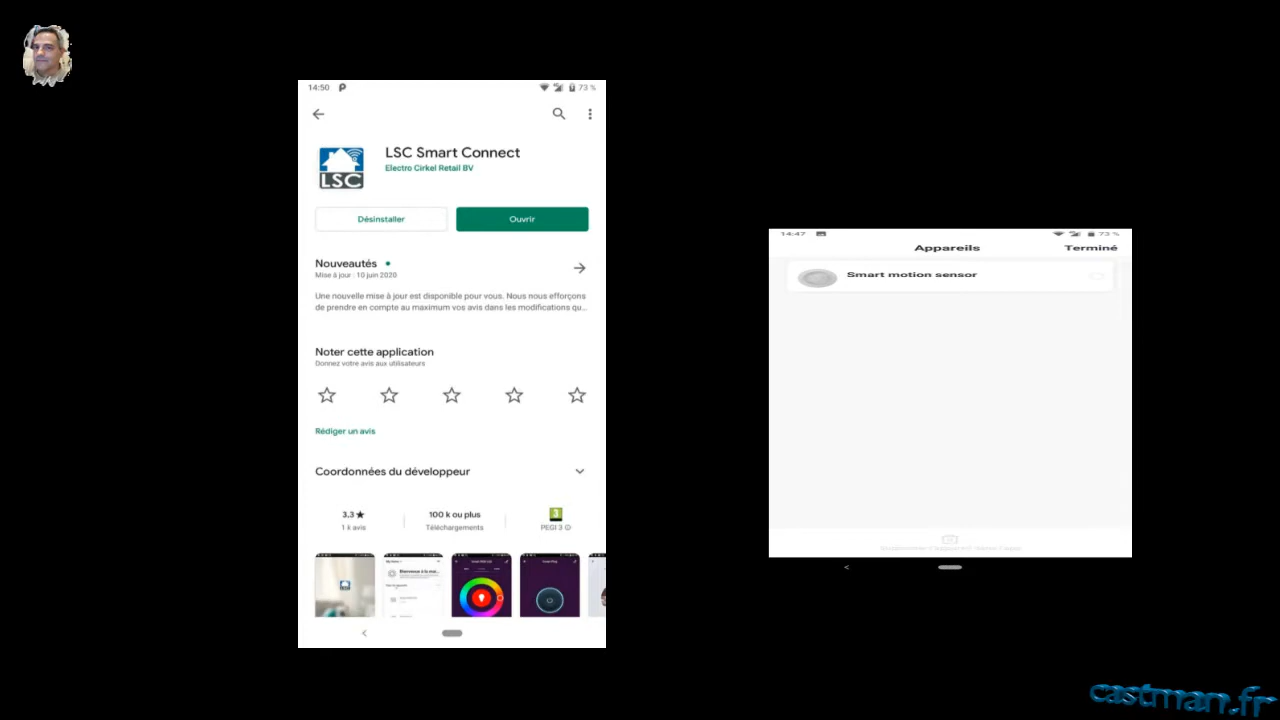 14:50
73 %
LSC Smart Connect
Electro Cirkel Retail BV
LSC
Désinstaller
Ouvrir
Nouveautés
Mise à jour : 10 juin 2020
Une nouvelle mise à jour est disponible pour vous. Nous nous efforçons
de prendre en compte au maximum vos avis dans les modifications qu...
Noter cette application
Donnez votre avis aux utilisateurs
Rédiger un avis
Coordonnées du développeur
3,3★
1 k avis
100 k ou plus
Téléchargements
3
PEGI 3
14:47
73 %
Appareils
Terminé
Smart motion sensor
castman.fr